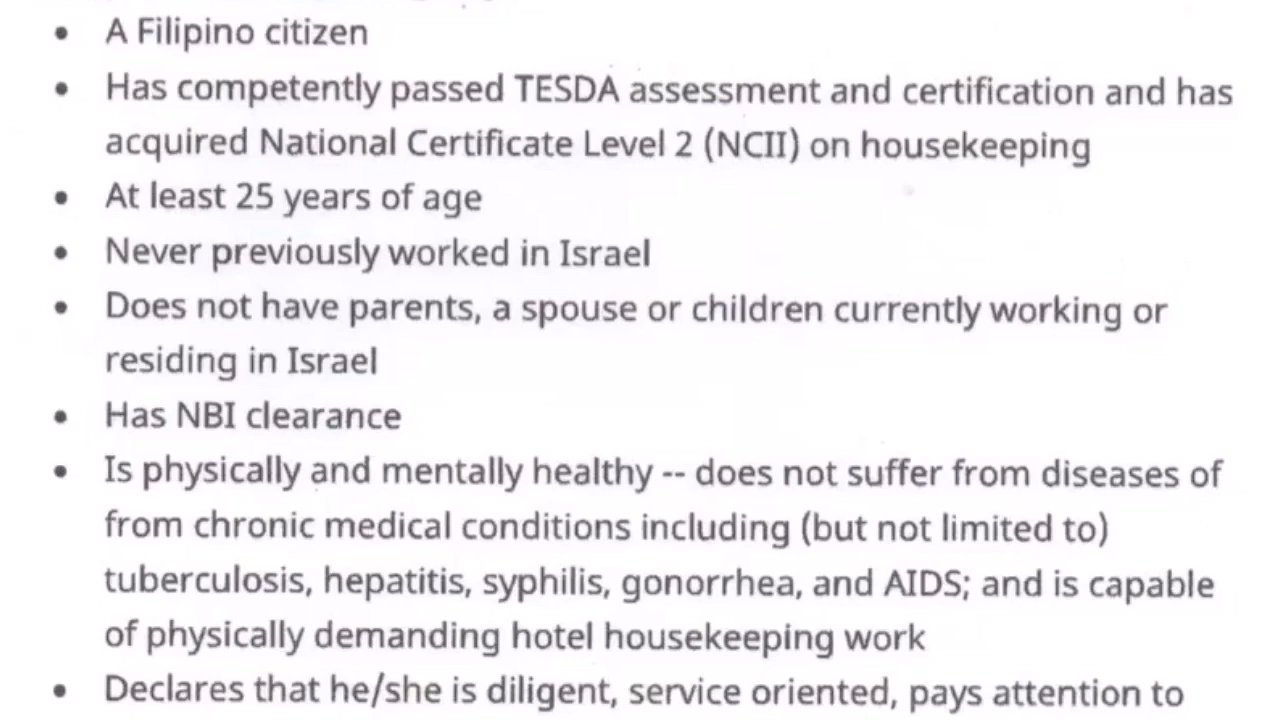 • A Filipino citizen
• Has competently passed TESDA assessment and certification and has
acquired National Certificate Level 2 (NCII) on housekeeping
• At least 25 years of age
• Never previously worked in Israel
• Does not have parents, a spouse or children currently working or
residing in Israel
• Has NBI clearance
• Is physically and mentally healthy -- does not suffer from diseases of
from chronic medical conditions including (but not limited to)
tuberculosis, hepatitis, syphilis, gonorrhea, and AIDS; and is capable
of physically demanding hotel housekeeping work
• Declares that he/she is diligent, service oriented, pays attention to